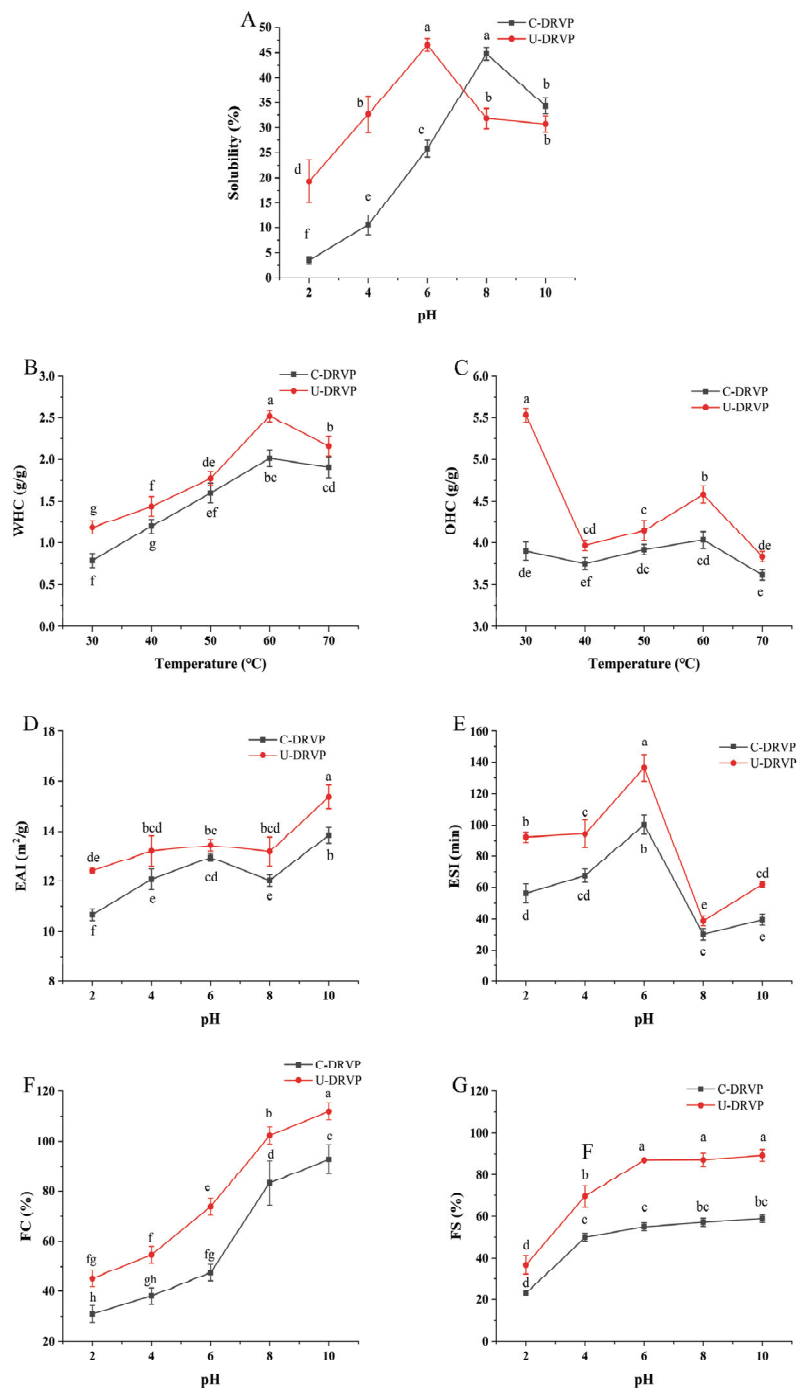 A
C-DRVP
U-DRVP
Solubility (%)
50
45
40
35
30
25
20
15
10
5
0
a
a
b
b
b
b
c
d
e
f
2 4 6 8 10
pH
B
C-DRVP
U-DRVP
WHC (g/g)
3.0
2.5
2.0
1.5
1.0
0.5
0.0
a
b
de
f
g
bc
cd
ef
g
f
30 40 50 60 70
Temperature (°C)
C
C-DRVP
U-DRVP
OHC (g/g)
6.0
5.5
5.0
4.5
4.0
3.5
3.0
a
b
c
cd
de
de
ef
dc
cd
e
30 40 50 60 70
Temperature (°C)
D
C-DRVP
U-DRVP
EAI (m²/g)
18
16
14
12
10
8
a
bcd
bc
bcd
de
b
cd
e
e
f
2 4 6 8 10
pH
E
C-DRVP
U-DRVP
ESI (min)
160
140
120
100
80
60
40
20
0
a
b
c
cd
e
b
d
cd
c
e
2 4 6 8 10
pH
F
C-DRVP
U-DRVP
FC (%)
120
100
80
60
40
20
a
b
c
d
c
f
fg
fg
gh
h
2 4 6 8 10
pH
G
C-DRVP
U-DRVP
FS (%)
120
100
80
60
40
20
0
F
a
a
a
b
c
c
bc
bc
d
d
2 4 6 8 10
pH